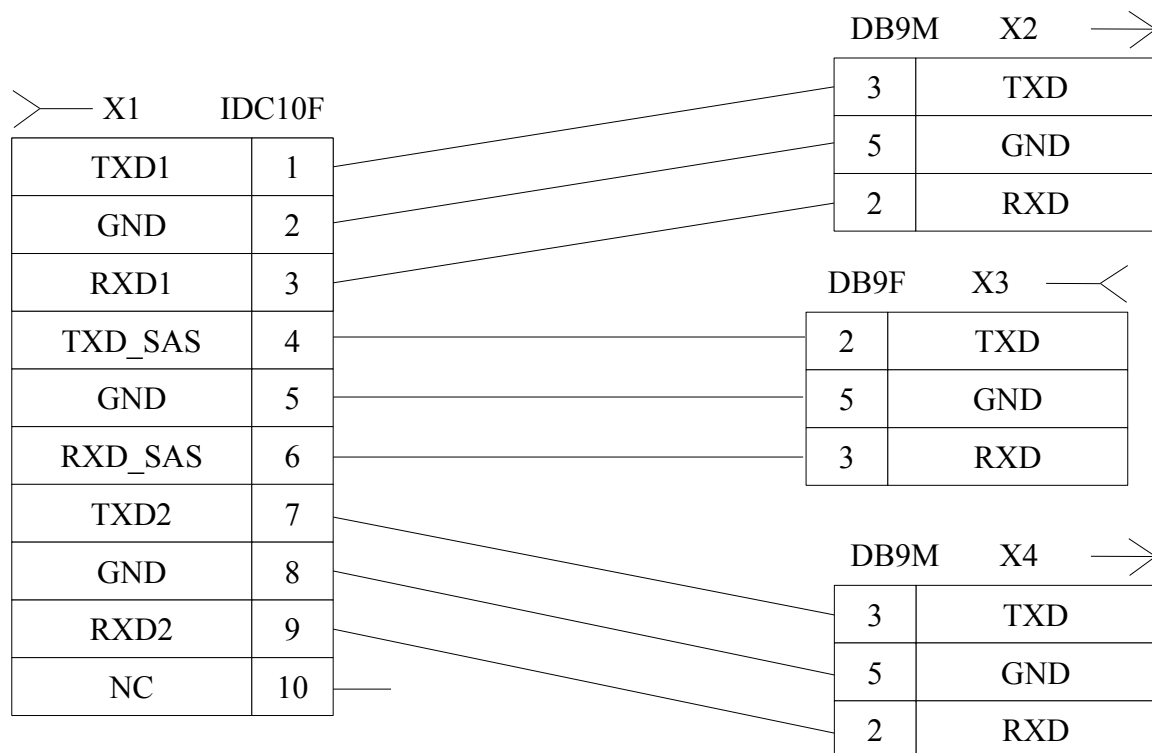 X1 IDC10F
TXD1 1
GND 2
RXD1 3
TXD_SAS 4
GND 5
RXD_SAS 6
TXD2 7
GND 8
RXD2 9
NC 10
DB9M X2
3 TXD
5 GND
2 RXD
DB9F X3
2 TXD
5 GND
3 RXD
DB9M X4
3 TXD
5 GND
2 RXD